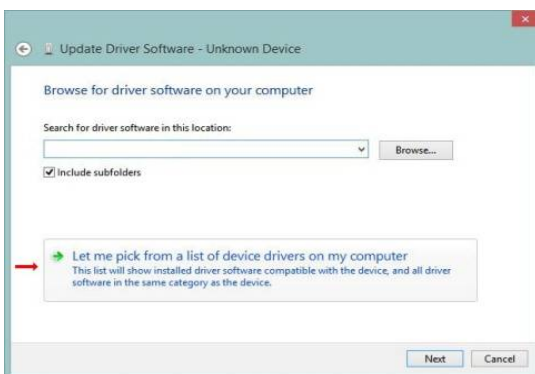 Update Driver Software - Unknown Device
Browse for driver software on your computer
Search for driver software in this location:
Browse...
Include subfolders
Let me pick from a list of device drivers on my computer
This list will show installed driver software compatible with the device, and all driver
software in the same category as the device.
Next
Cancel